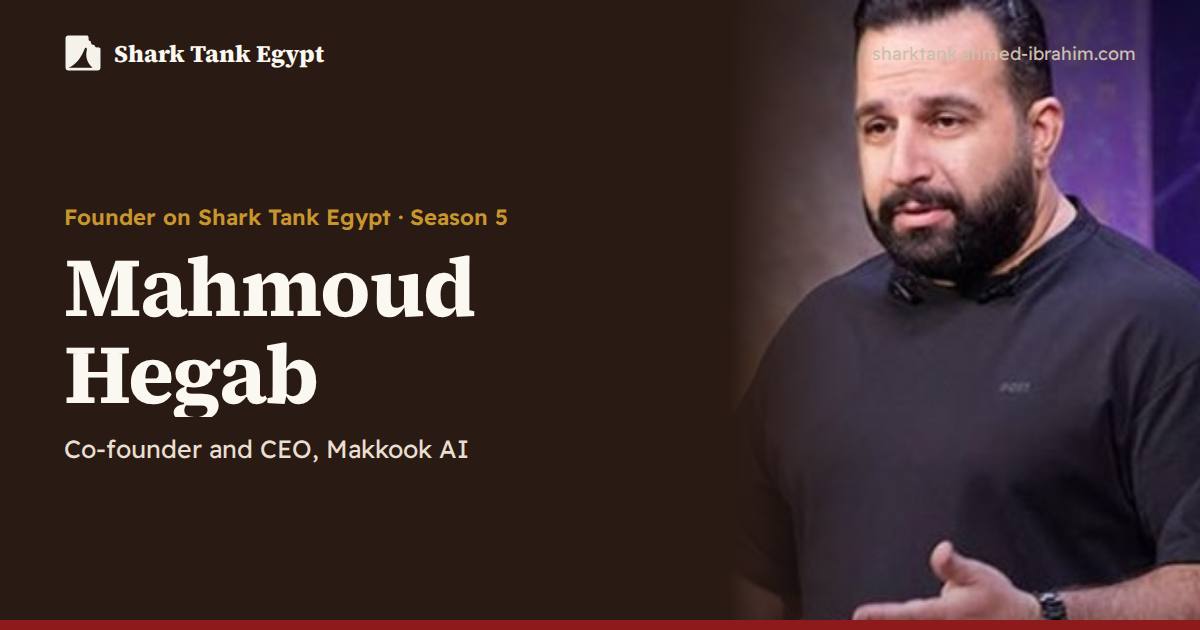 Shark Tank Egypt
sharktank.ahmed-ibrahim.com
Founder on Shark Tank Egypt · Season 5
Mahmoud
Hegab
Co-founder and CEO, Makkook AI